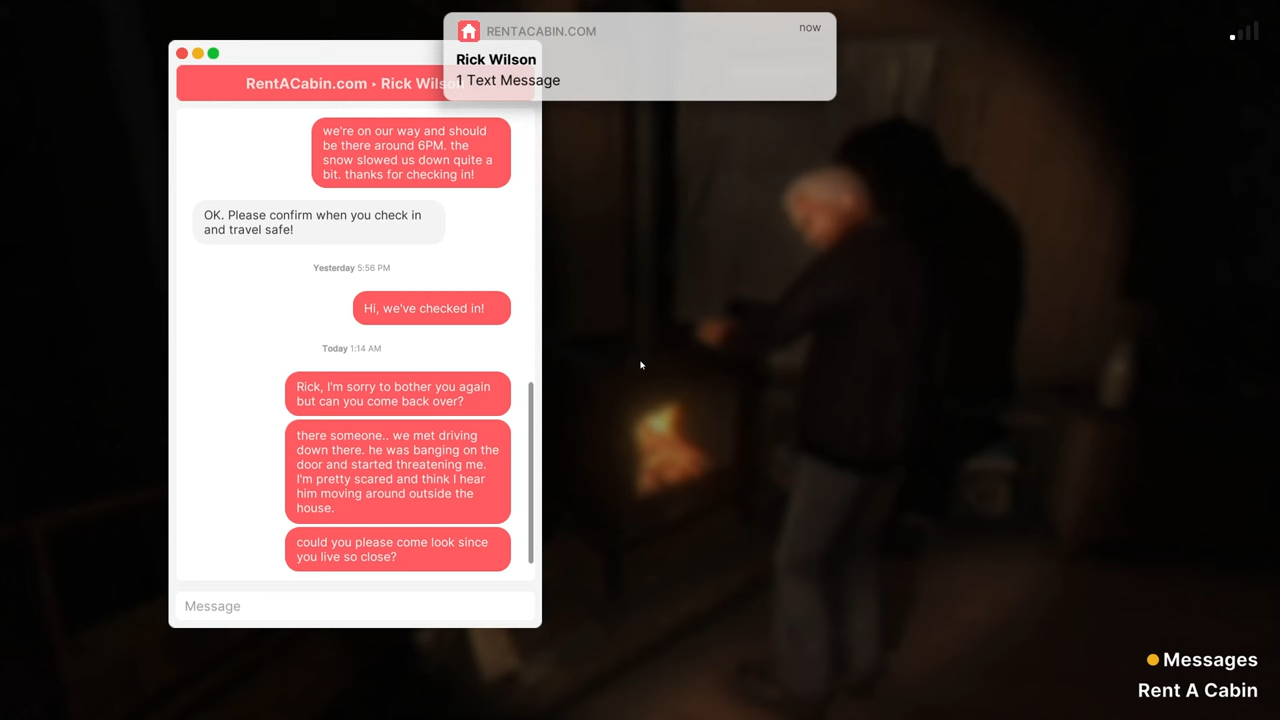 RENTACABIN.COM
now
Rick Wilson
1 Text Message
RentACabin.com ▸ Rick Wilson
we're on our way and should
be there around 6PM. the
snow slowed us down quite a
bit. thanks for checking in!
OK. Please confirm when you check in
and travel safe!
Yesterday 5:56 PM
Hi, we've checked in!
Today 1:14 AM
Rick, I'm sorry to bother you again
but can you come back over?
there someone.. we met driving
down there. he was banging on the
door and started threatening me.
I'm pretty scared and think I hear
him moving around outside the
house.
could you please come look since
you live so close?
Message
Messages
Rent A Cabin